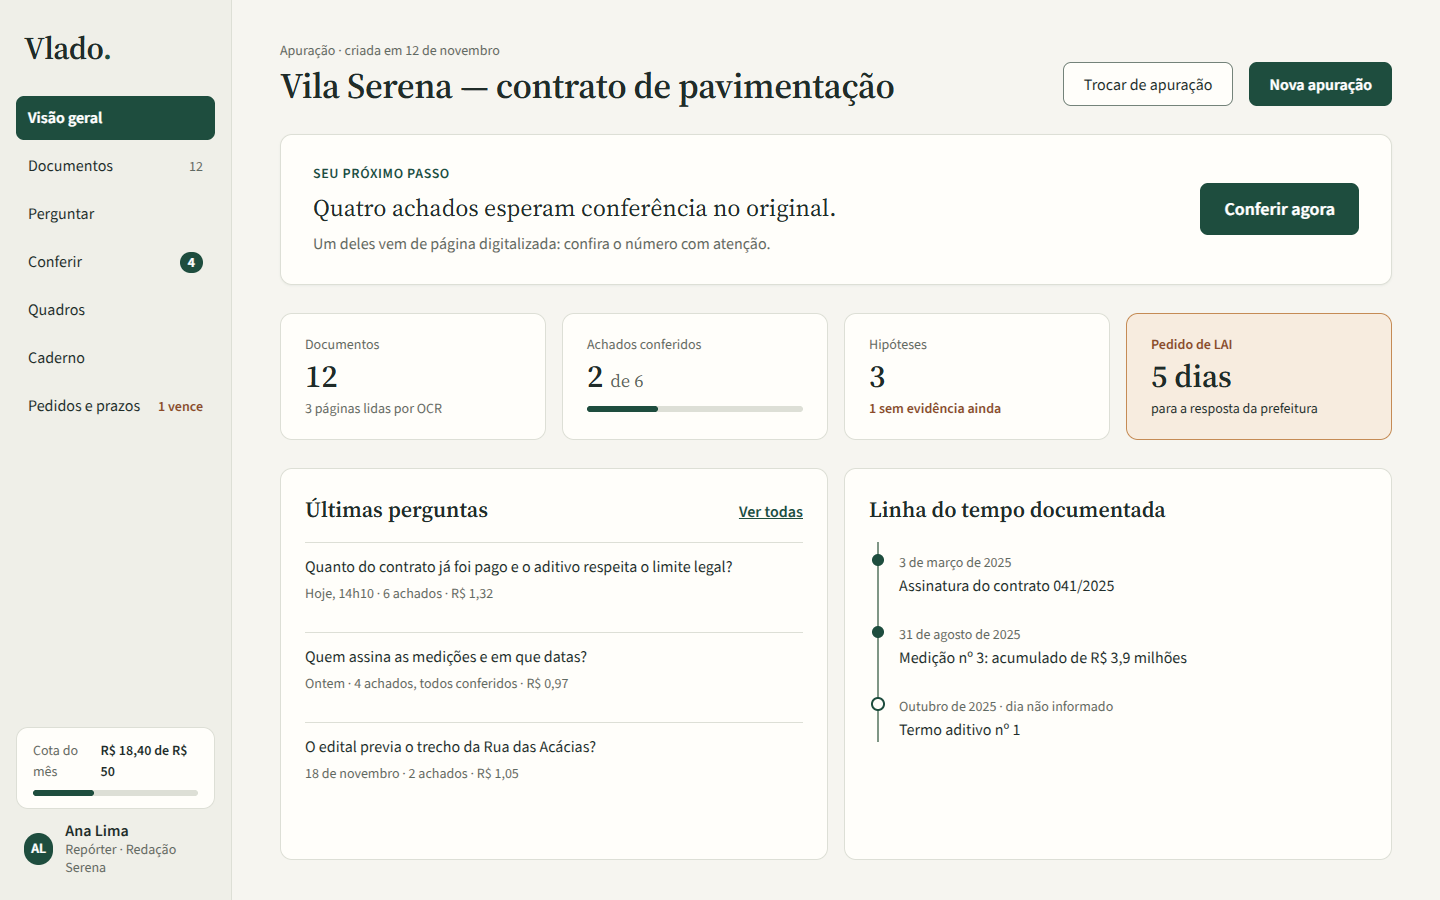 Vlado.
Visão geral
Documentos 12
Perguntar
Conferir 4
Quadros
Caderno
Pedidos e prazos 1 vence
Cota do mês R$ 18,40 de R$ 50
AL
Ana Lima
Repórter · Redação
Serena
Apuração · criada em 12 de novembro
Vila Serena — contrato de pavimentação
Trocar de apuração
Nova apuração
SEU PRÓXIMO PASSO
Quatro achados esperam conferência no original.
Um deles vem de página digitalizada: confira o número com atenção.
Conferir agora
Documentos
12
3 páginas lidas por OCR
Achados conferidos
2 de 6
Hipóteses
3
1 sem evidência ainda
Pedido de LAI
5 dias
para a resposta da prefeitura
Últimas perguntas
Ver todas
Quanto do contrato já foi pago e o aditivo respeita o limite legal?
Hoje, 14h10 · 6 achados · R$ 1,32
Quem assina as medições e em que datas?
Ontem · 4 achados, todos conferidos · R$ 0,97
O edital previa o trecho da Rua das Acácias?
18 de novembro · 2 achados · R$ 1,05
Linha do tempo documentada
3 de março de 2025
Assinatura do contrato 041/2025
31 de agosto de 2025
Medição nº 3: acumulado de R$ 3,9 milhões
Outubro de 2025 · dia não informado
Termo aditivo nº 1